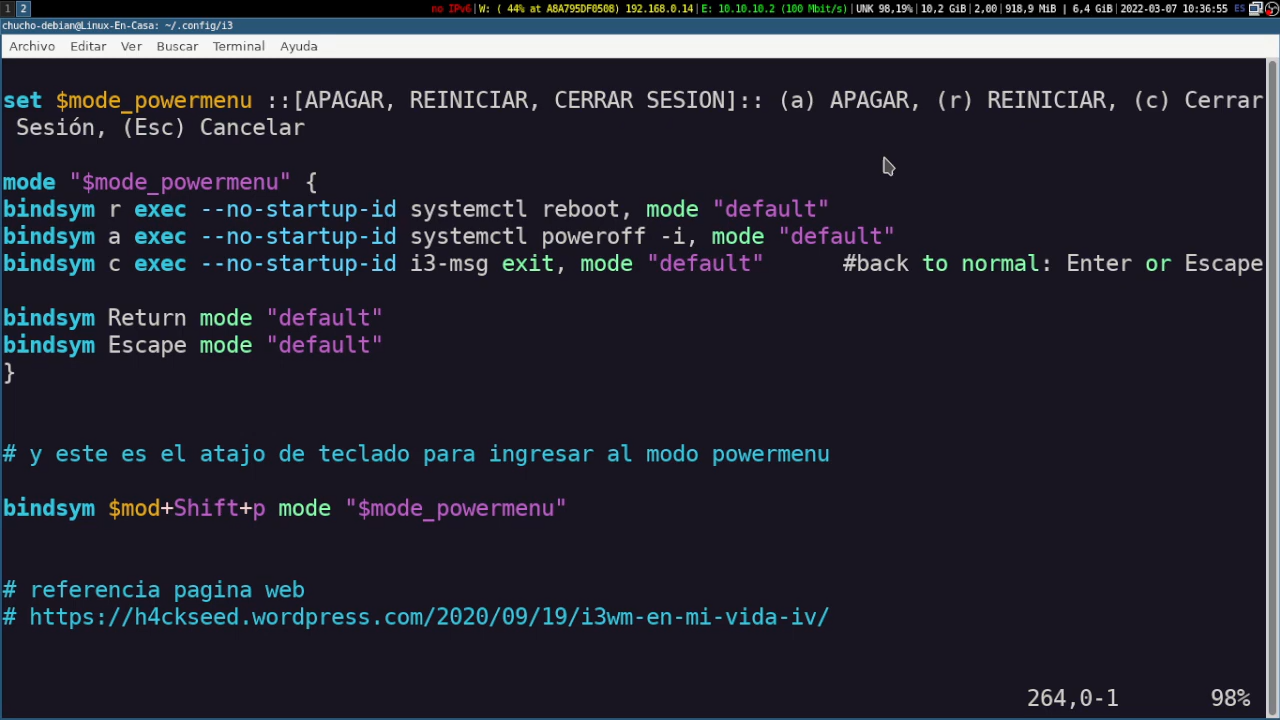 1 2 no IPv6|W: ( 44% at A8A795DF0508) 192.168.0.14|E: 10.10.10.2 (100 Mbit/s)|UNK 98,19%|10,2 GiB|2,00|918,9 MiB | 6,4 GiB|2022-03-07 10:36:55 ES
chucho-debian@Linux-En-Casa: ~/.config/i3
Archivo Editar Ver Buscar Terminal Ayuda
set $mode_powermenu ::[APAGAR, REINICIAR, CERRAR SESION]:: (a) APAGAR, (r) REINICIAR, (c) Cerrar
Sesión, (Esc) Cancelar
mode "$mode_powermenu" {
bindsym r exec --no-startup-id systemctl reboot, mode "default"
bindsym a exec --no-startup-id systemctl poweroff -i, mode "default"
bindsym c exec --no-startup-id i3-msg exit, mode "default"      #back to normal: Enter or Escape
bindsym Return mode "default"
bindsym Escape mode "default"
}
# y este es el atajo de teclado para ingresar al modo powermenu
bindsym $mod+Shift+p mode "$mode_powermenu"
# referencia pagina web
# https://h4ckseed.wordpress.com/2020/09/19/i3wm-en-mi-vida-iv/
264,0-1 98%